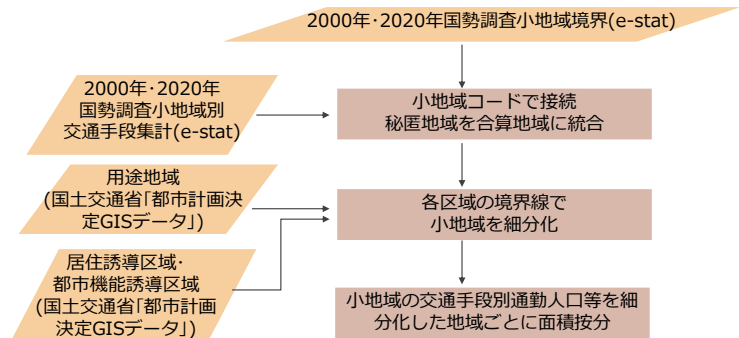 2000年・2020年国勢調査小地域境界(e-stat)
2000年・2020年
国勢調査小地域別
交通手段集計(e-stat)
小地域コードで接続
秘匿地域を合算地域に統合
用途地域
(国土交通省「都市計画決
定GISデータ」)
各区域の境界線で
小地域を細分化
居住誘導区域・
都市機能誘導区域
(国土交通省「都市計画
決定GISデータ」)
小地域の交通手段別通勤人口等を細
分化した地域ごとに面積按分